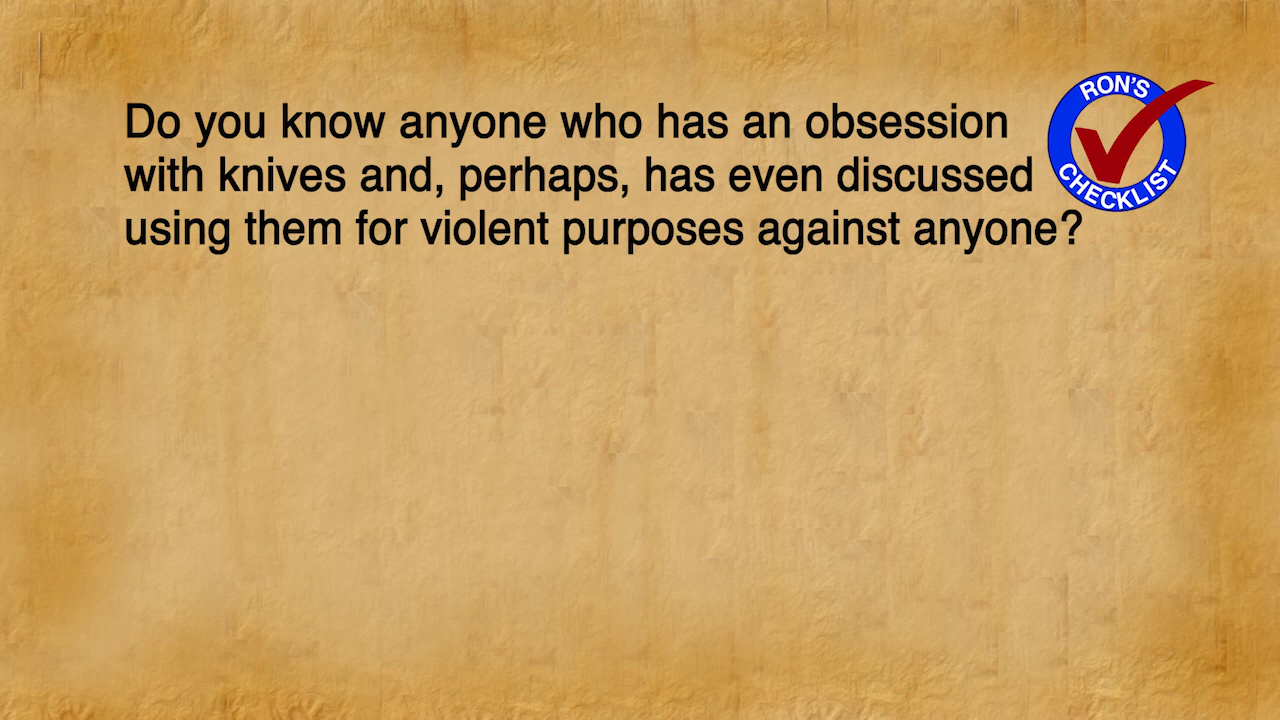 Do you know anyone who has an obsession
with knives and, perhaps, has even discussed
using them for violent purposes against anyone?
RON'S
CHECKLIST